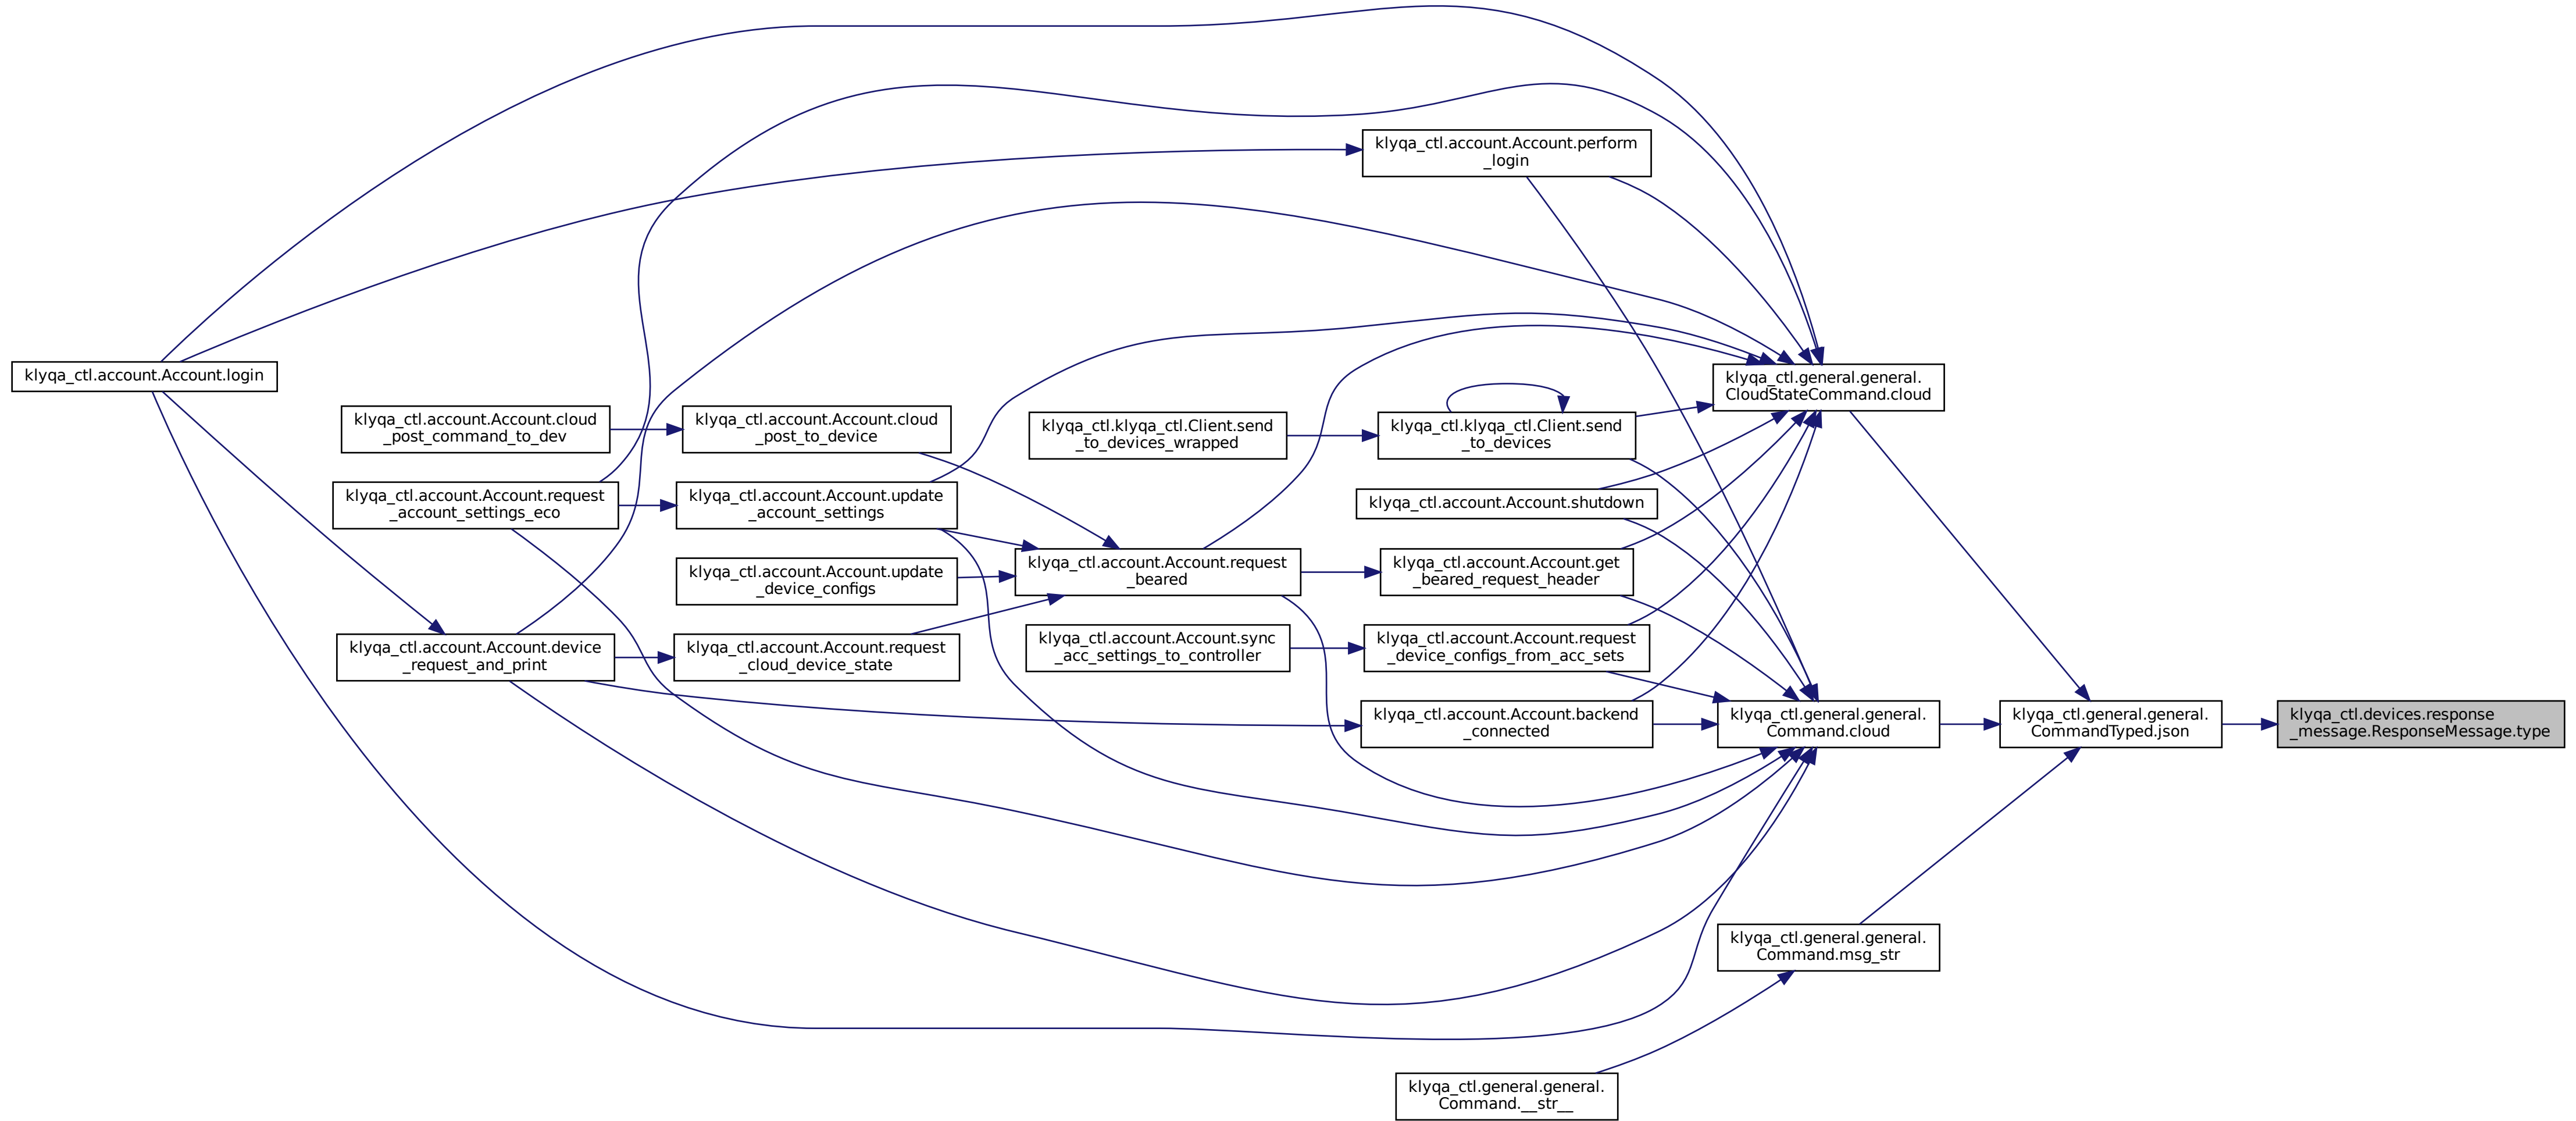 klyqa_ctl.account.Account.perform
_login
klyqa_ctl.account.Account.login
klyqa_ctl.general.general.
CloudStateCommand.cloud
klyqa_ctl.account.Account.cloud
_post_command_to_dev
klyqa_ctl.account.Account.cloud
_post_to_device
klyqa_ctl.klyqa_ctl.Client.send
_to_devices_wrapped
klyqa_ctl.klyqa_ctl.Client.send
_to_devices
klyqa_ctl.account.Account.request
_account_settings_eco
klyqa_ctl.account.Account.update
_account_settings
klyqa_ctl.account.Account.shutdown
klyqa_ctl.account.Account.update
_device_configs
klyqa_ctl.account.Account.request
_beared
klyqa_ctl.account.Account.get
_beared_request_header
klyqa_ctl.account.Account.device
_request_and_print
klyqa_ctl.account.Account.request
_cloud_device_state
klyqa_ctl.account.Account.sync
_acc_settings_to_controller
klyqa_ctl.account.Account.request
_device_configs_from_acc_sets
klyqa_ctl.account.Account.backend
_connected
klyqa_ctl.general.general.
Command.cloud
klyqa_ctl.general.general.
CommandTyped.json
klyqa_ctl.devices.response
_message.ResponseMessage.type
klyqa_ctl.general.general.
Command.msg_str
klyqa_ctl.general.general.
Command.__str__